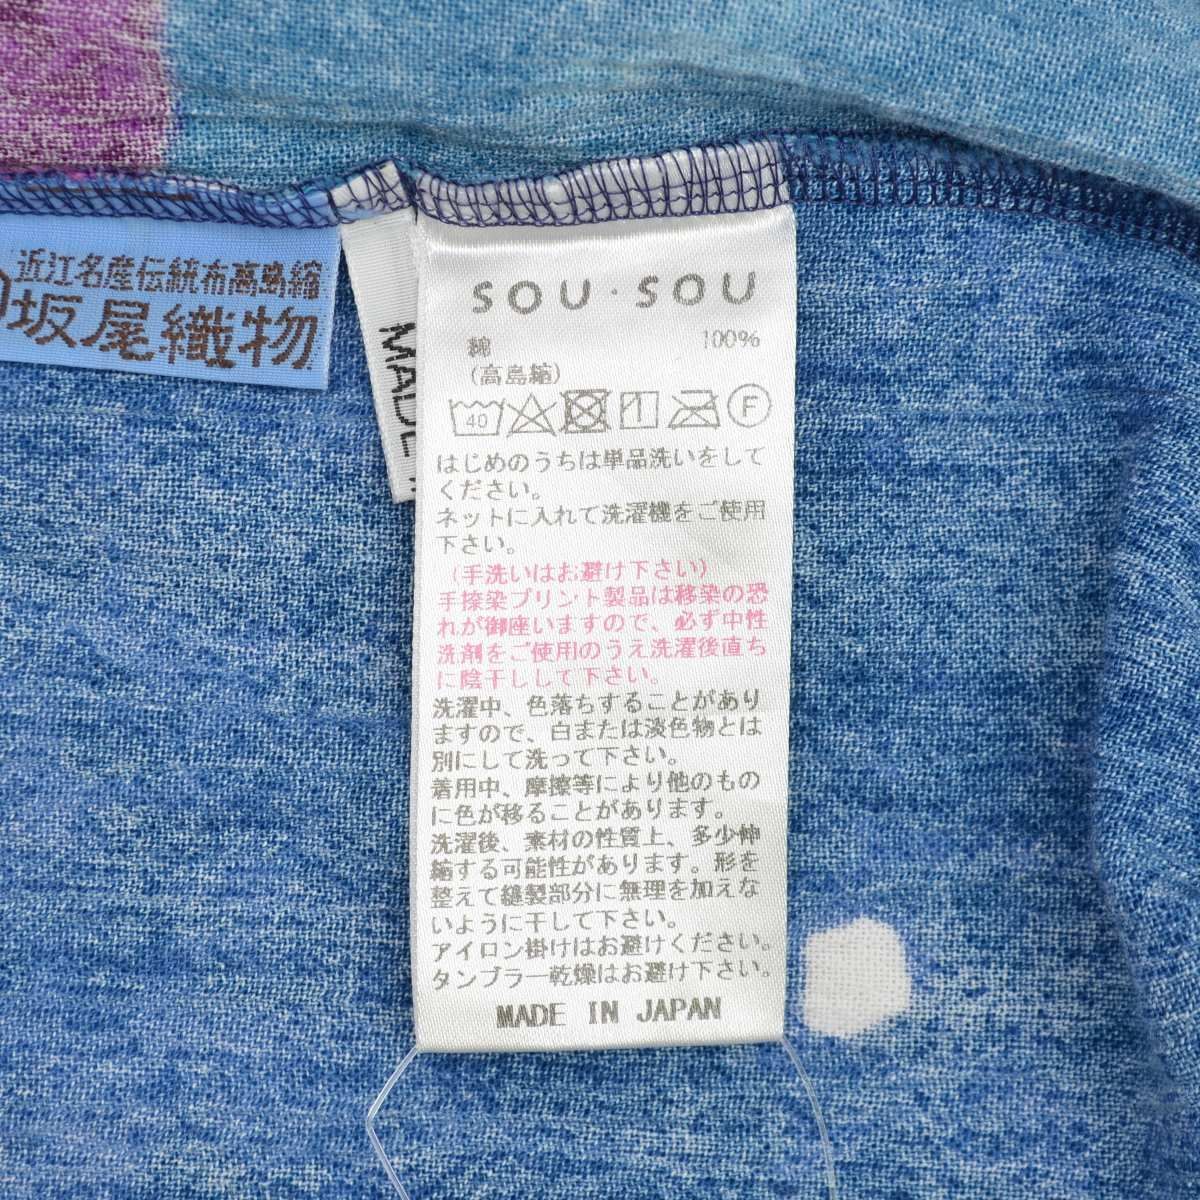 近江名産伝統布高島縮
坂尾織物
MADE
SOU・SOU
綿 100%
(高島縮)
40 F
はじめのうちは単品洗いをして
ください。
ネットに入れて洗濯機をご使用
下さい。
(手洗いはお避け下さい)
手捺染プリント製品は移染の恐
れが御座いますので、必ず中性
洗剤をご使用のうえ洗濯後直ち
に陰干しして下さい。
洗濯中、色落ちすることがあり
ますので、白または淡色物とは
別にして洗って下さい。
着用中、摩擦等により他のもの
に色が移ることがあります。
洗濯後、素材の性質上、多少伸
縮する可能性があります。形を
整えて縫製部分に無理を加えな
いように干して下さい。
アイロン掛けはお避けください。
タンブラー乾燥はお避け下さい。
MADE IN JAPAN